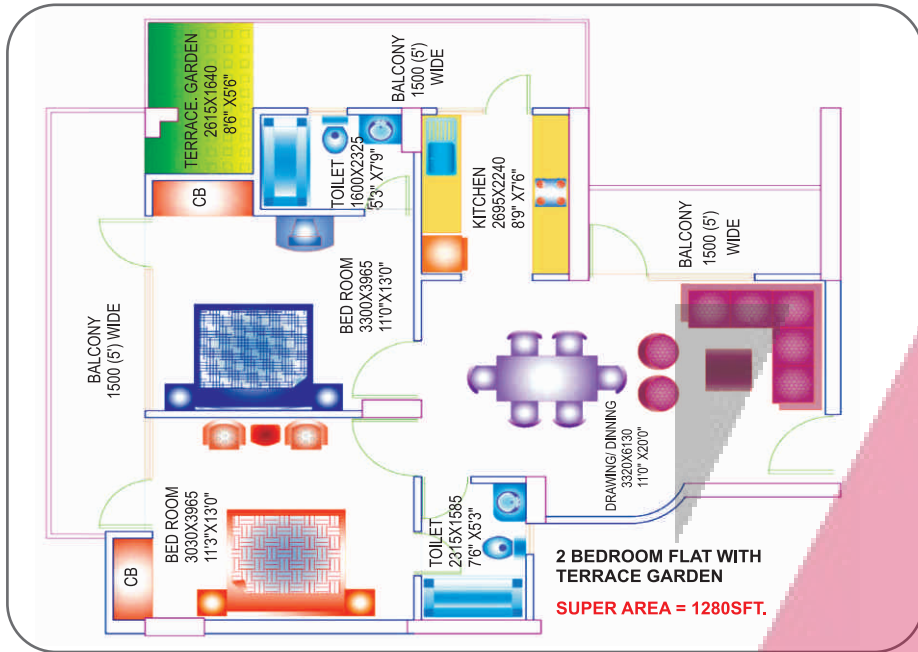 TERRACE. GARDEN
2615X1640
8'6" X5'6"
BALCONY
1500 (5')
WIDE
CB
TOILET
1600X2325
5'3" X7'9"
KITCHEN
2695X2240
8'9" X7'6"
BALCONY
1500 (5')
WIDE
BALCONY
1500 (5') WIDE
BED ROOM
3300X3965
11'0"X13'0"
DRAWING/ DINNING
3320X6130
11'0" X20'0"
BED ROOM
3030X3965
11'3"X13'0"
CB
TOILET
2315X1585
7'6" X5'3"
2 BEDROOM FLAT WITH
TERRACE GARDEN
SUPER AREA = 1280SFT.